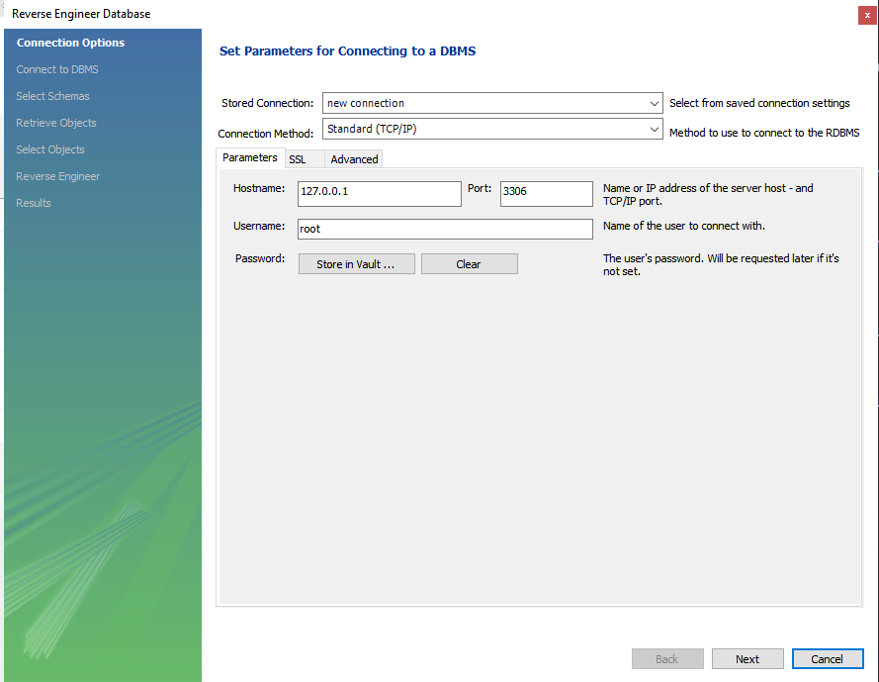 Reverse Engineer Database
x
Connection Options
Connect to DBMS
Select Schemas
Retrieve Objects
Select Objects
Reverse Engineer
Results
Set Parameters for Connecting to a DBMS
Stored Connection: new connection Select from saved connection settings
Connection Method: Standard (TCP/IP) Method to use to connect to the RDBMS
Parameters SSL Advanced
Hostname: 127.0.0.1 Port: 3306 Name or IP address of the server host - and
TCP/IP port.
Username: root Name of the user to connect with.
Password: Store in Vault ... Clear The user's password. Will be requested later if it's
not set.
Back Next Cancel